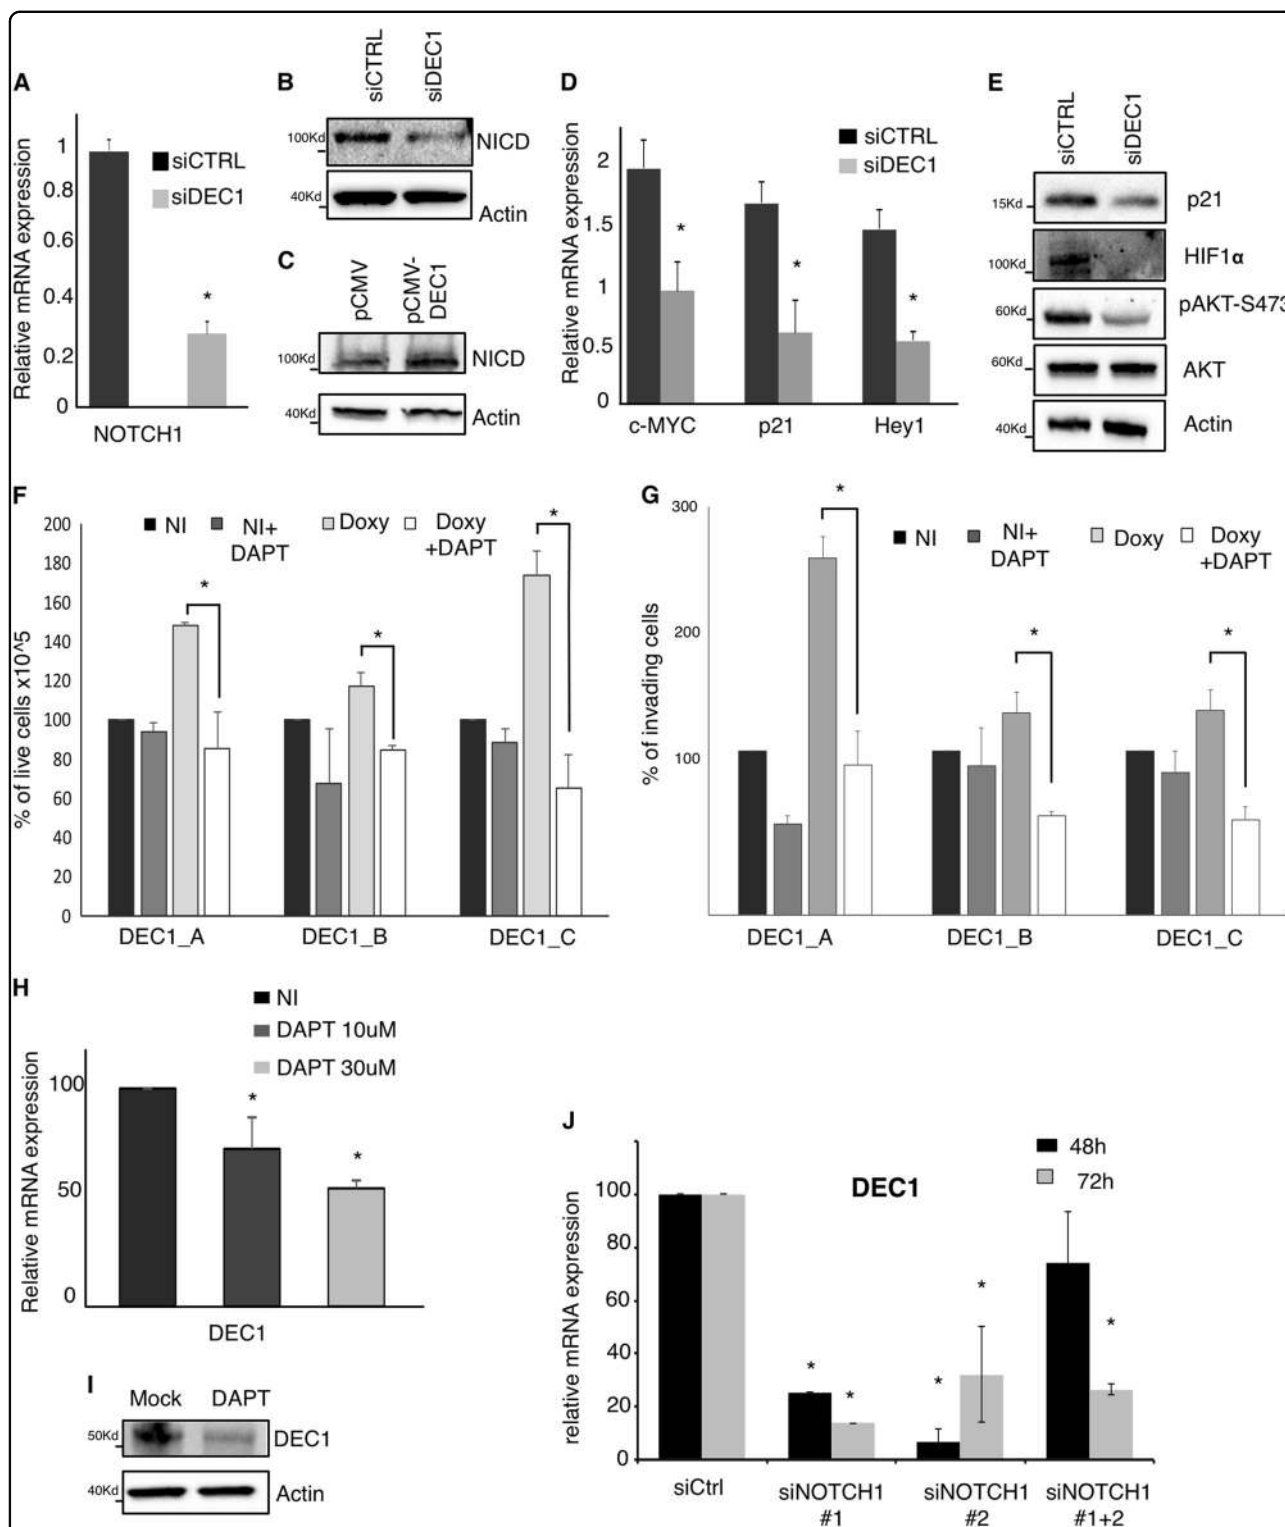 A
Relative mRNA expression
1
0.8
0.6
0.4
0.2
0
siCTRL
siDEC1
*
NOTCH1
B
siCTRL
siDEC1
100Kd
NICD
40Kd
Actin
C
pCMV
pCMV-
DEC1
100Kd
NICD
40Kd
Actin
D
Relative mRNA expression
2
1.5
1
0.5
0
siCTRL
siDEC1
*
*
*
c-MYC
p21
Hey1
E
siCTRL
siDEC1
15Kd
p21
100Kd
HIF1α
60Kd
pAKT-S473
60Kd
AKT
40Kd
Actin
F
% of live cells x10^5
200
180
160
140
120
100
80
60
40
20
0
NI
NI+
DAPT
Doxy
Doxy
+DAPT
*
*
*
DEC1_A
DEC1_B
DEC1_C
G
% of invading cells
300
200
100
NI
NI+
DAPT
Doxy
Doxy
+DAPT
*
*
*
DEC1_A
DEC1_B
DEC1_C
H
Relative mRNA expression
100
50
0
NI
DAPT 10uM
DAPT 30uM
*
*
DEC1
I
Mock
DAPT
50Kd
DEC1
40Kd
Actin
J
relative mRNA expression
100
80
60
40
20
0
DEC1
48h
72h
*
*
*
*
*
siCtrl
siNOTCH1
#1
siNOTCH1
#2
siNOTCH1
#1+2